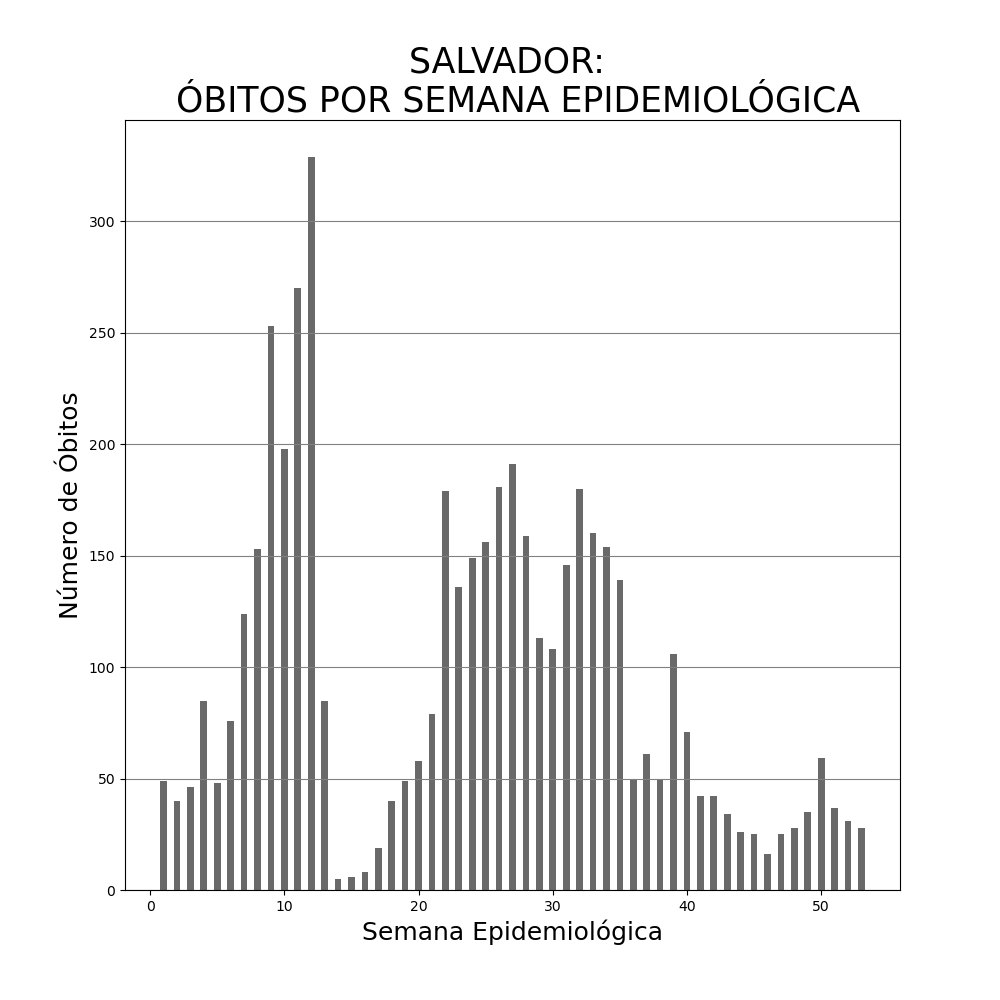 SALVADOR:
ÓBITOS POR SEMANA EPIDEMIOLÓGICA
Número de Óbitos
300
250
200
150
100
50
0
0 10 20 30 40 50
Semana Epidemiológica